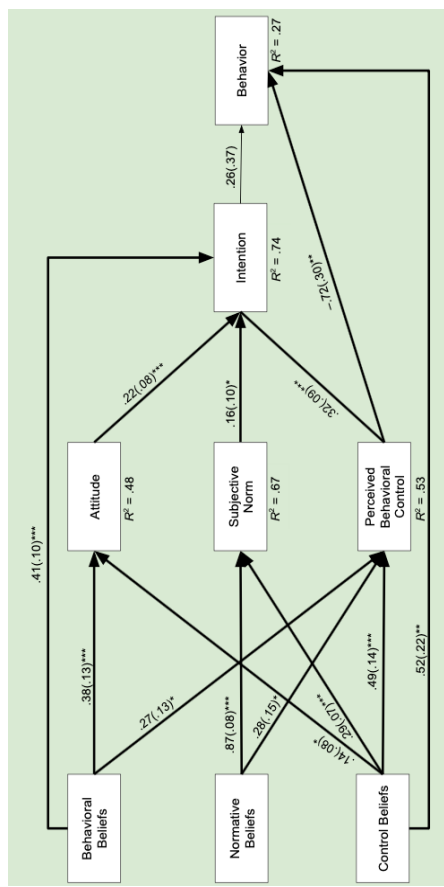 .41(.10)***
Behavioral
Beliefs
.38(.13)***
Attitude
R² = .48
.22(.08)***
.27(.13)*
Normative
Beliefs
.87(.08)***
Subjective
Norm
R² = .67
.16(.10)*
Intention
R² = .74
.26(.37)
Behavior
R² = .27
.28(.15)*
.29(.07)***
.14(.08)*
.32(.09)***
–.72(.30)**
Control Beliefs
.49(.14)***
Perceived
Behavioral
Control
R² = .53
.52(.22)**